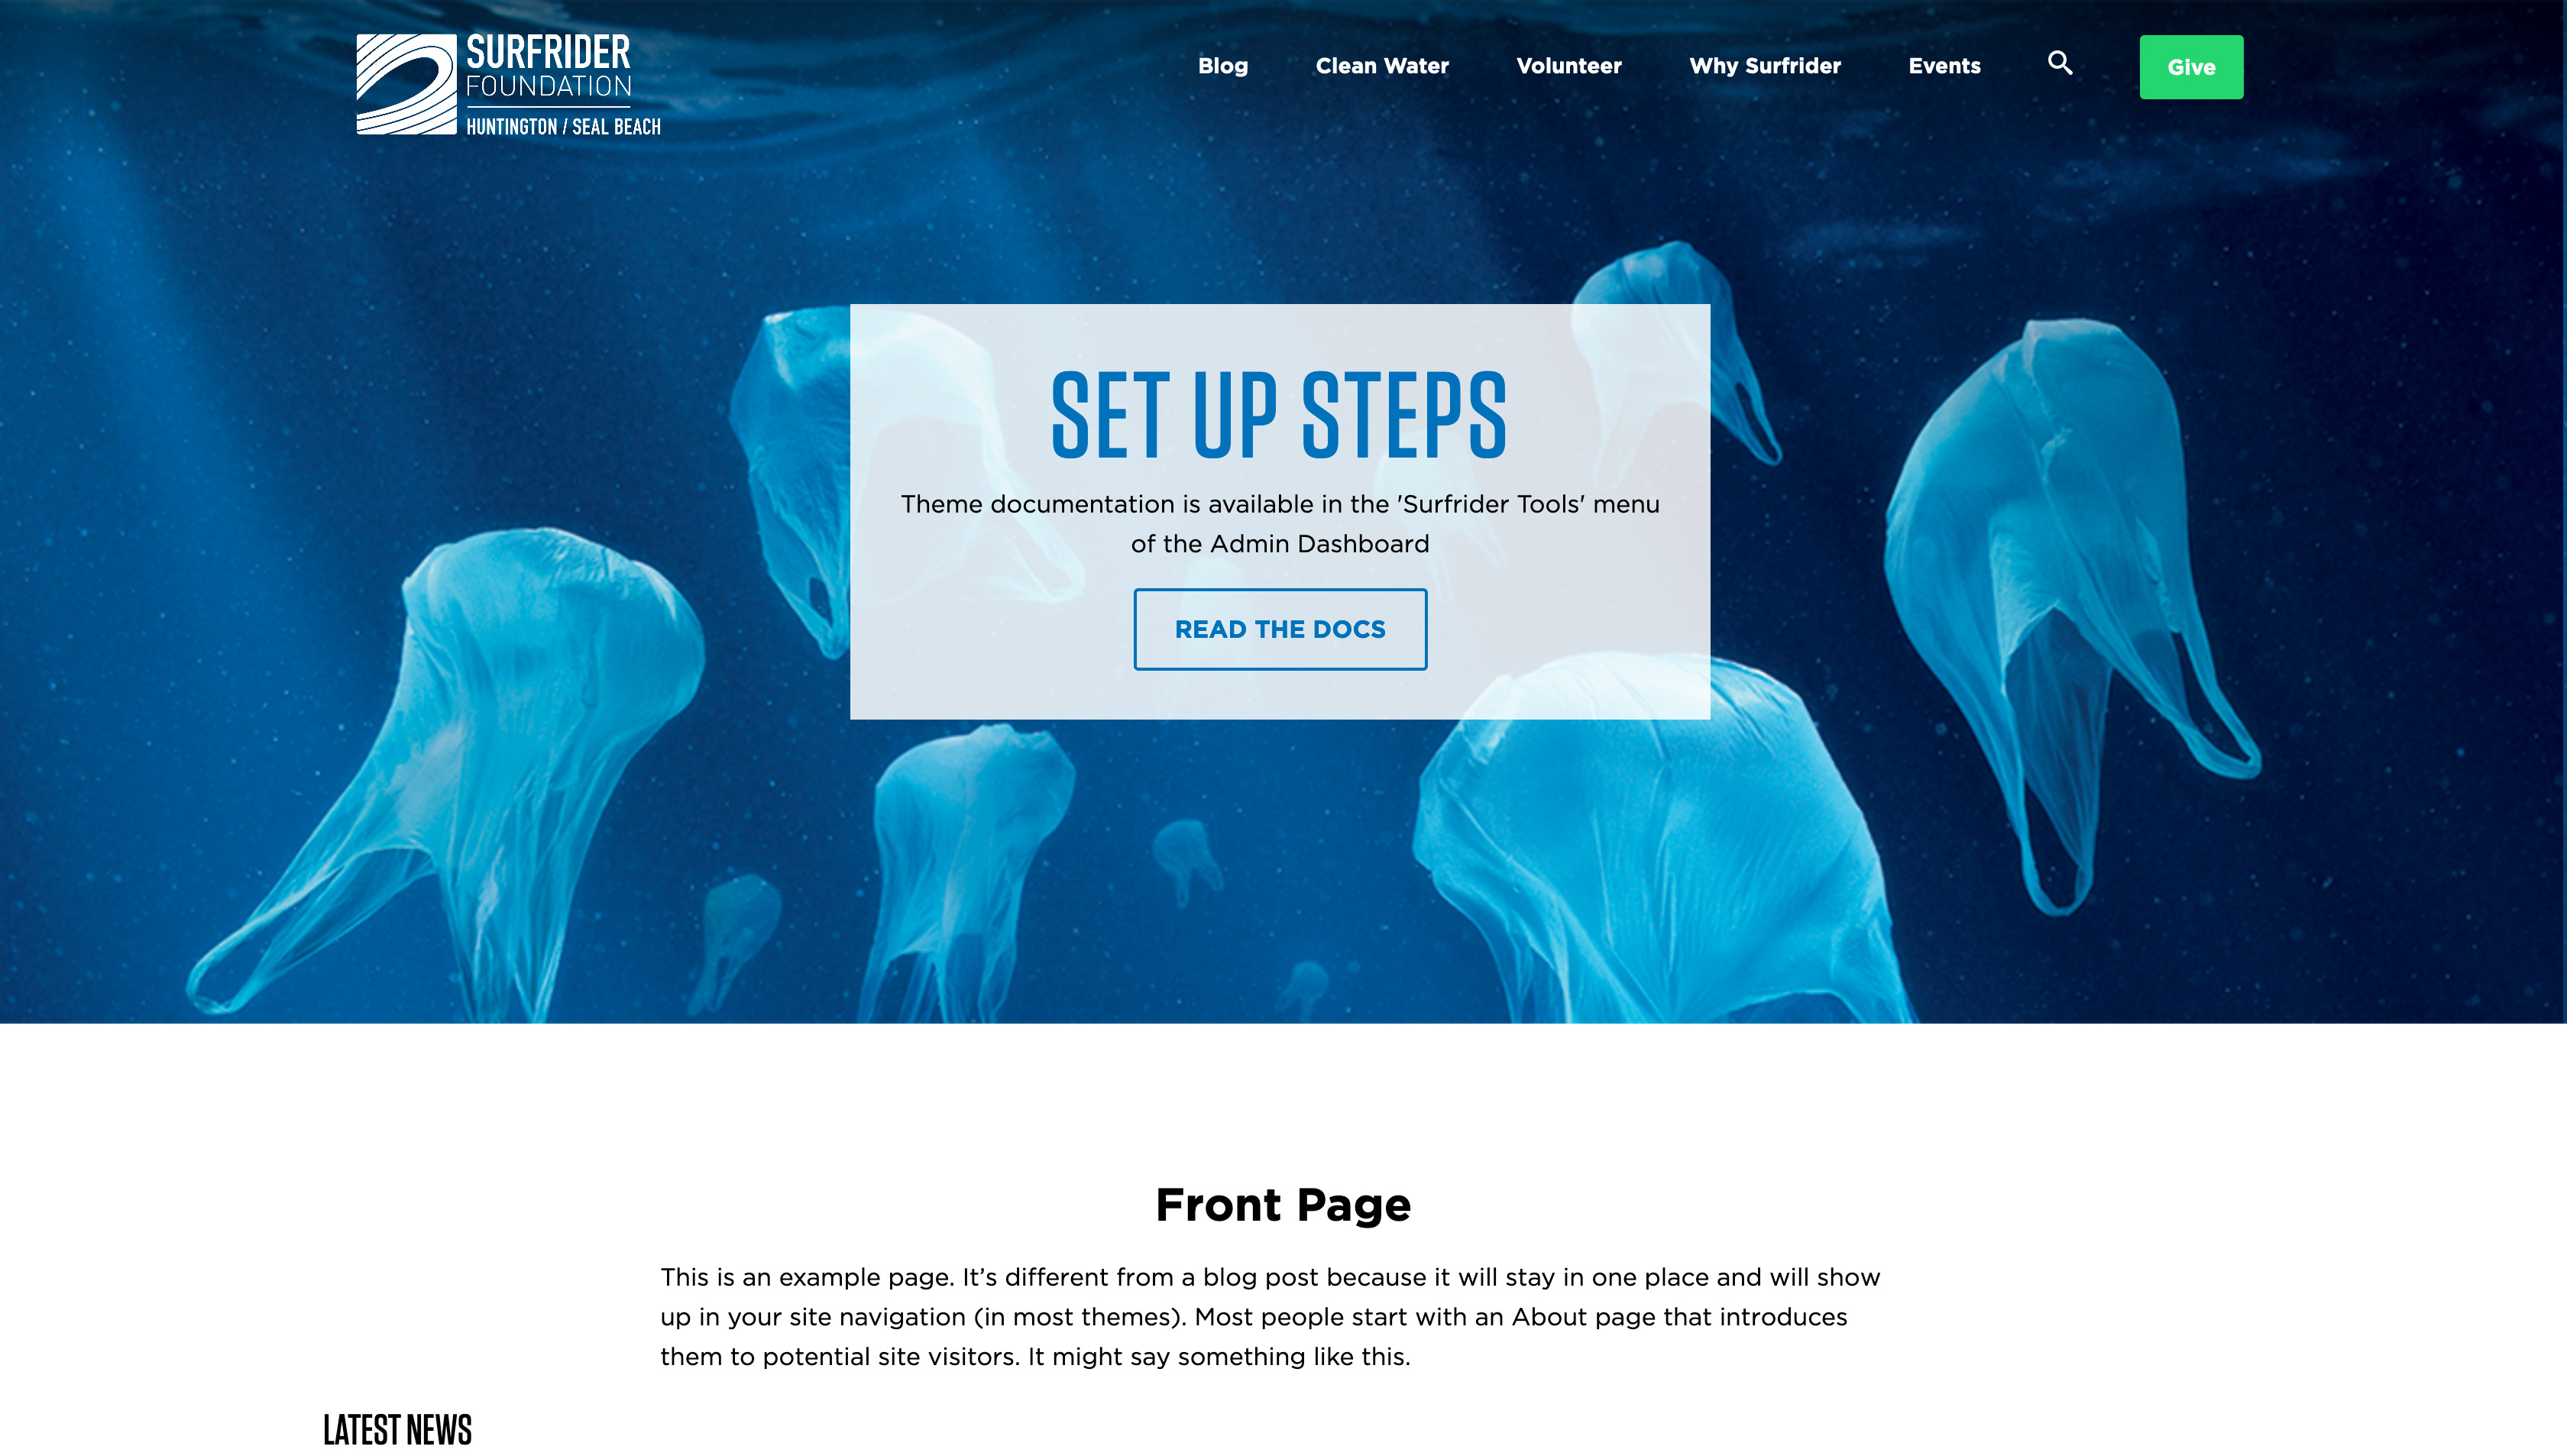 SURFRIDER
FOUNDATION
HUNTINGTON / SEAL BEACH
Blog
Clean Water
Volunteer
Why Surfrider
Events
Give
SET UP STEPS
Theme documentation is available in the 'Surfrider Tools' menu
of the Admin Dashboard
READ THE DOCS
Front Page
This is an example page. It’s different from a blog post because it will stay in one place and will show
up in your site navigation (in most themes). Most people start with an About page that introduces
them to potential site visitors. It might say something like this.
LATEST NEWS